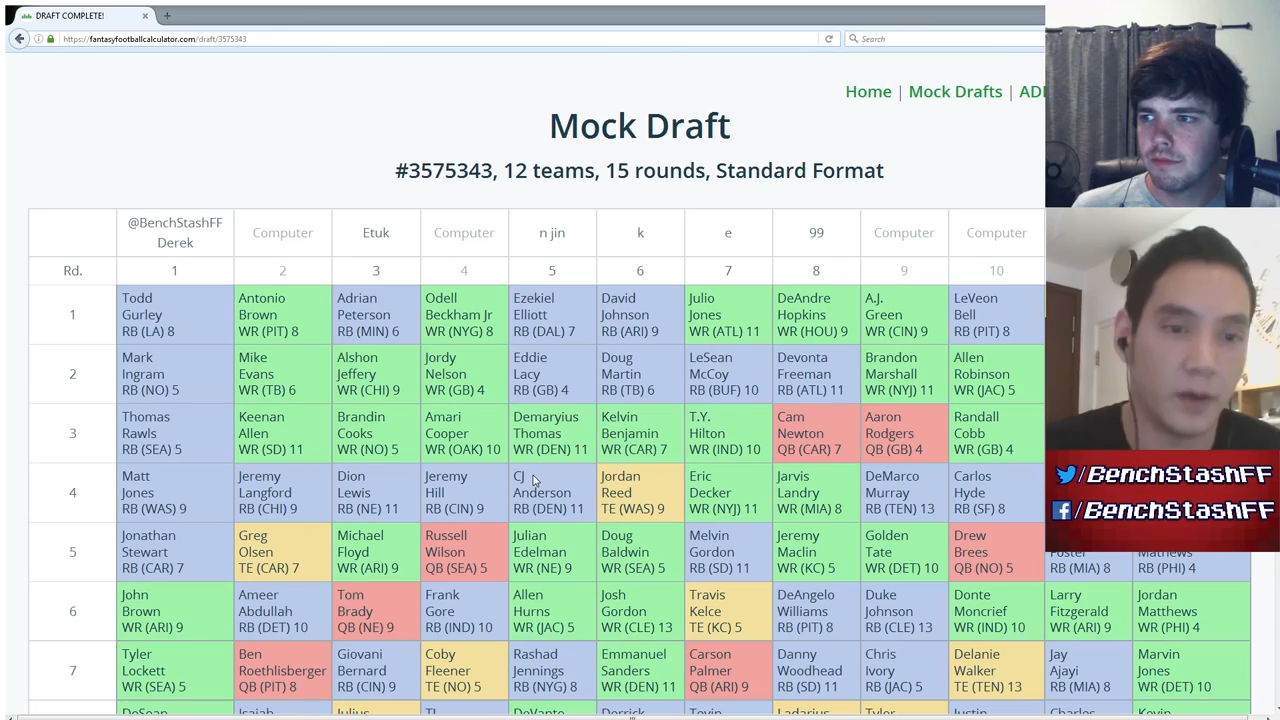 DRAFT COMPLETE!
https://fantasyfootballcalculator.com/draft/3575343
Search
Home | Mock Drafts | AD
Mock Draft
#3575343, 12 teams, 15 rounds, Standard Format
@BenchStashFF Derek
Computer
Etuk
Computer
n jin
k
e
99
Computer
Computer
Rd. 1 2 3 4 5 6 7 8 9 10
1
Todd Gurley RB (LA) 8
Antonio Brown WR (PIT) 8
Adrian Peterson RB (MIN) 6
Odell Beckham Jr WR (NYG) 8
Ezekiel Elliott RB (DAL) 7
David Johnson RB (ARI) 9
Julio Jones WR (ATL) 11
DeAndre Hopkins WR (HOU) 9
A.J. Green WR (CIN) 9
LeVeon Bell RB (PIT) 8
2
Mark Ingram RB (NO) 5
Mike Evans WR (TB) 6
Alshon Jeffery WR (CHI) 9
Jordy Nelson WR (GB) 4
Eddie Lacy RB (GB) 4
Doug Martin RB (TB) 6
LeSean McCoy RB (BUF) 10
Devonta Freeman RB (ATL) 11
Brandon Marshall WR (NYJ) 11
Allen Robinson WR (JAC) 5
3
Thomas Rawls RB (SEA) 5
Keenan Allen WR (SD) 11
Brandin Cooks WR (NO) 5
Amari Cooper WR (OAK) 10
Demaryius Thomas WR (DEN) 11
Kelvin Benjamin WR (CAR) 7
T.Y. Hilton WR (IND) 10
Cam Newton QB (CAR) 7
Aaron Rodgers QB (GB) 4
Randall Cobb WR (GB) 4
4
Matt Jones RB (WAS) 9
Jeremy Langford RB (CHI) 9
Dion Lewis RB (NE) 11
Jeremy Hill RB (CIN) 9
CJ Anderson RB (DEN) 11
Jordan Reed TE (WAS) 9
Eric Decker WR (NYJ) 11
Jarvis Landry WR (MIA) 8
DeMarco Murray RB (TEN) 13
Carlos Hyde RB (SF) 8
5
Jonathan Stewart RB (CAR) 7
Greg Olsen TE (CAR) 7
Michael Floyd WR (ARI) 9
Russell Wilson QB (SEA) 5
Julian Edelman WR (NE) 9
Doug Baldwin WR (SEA) 5
Melvin Gordon RB (SD) 11
Jeremy Maclin WR (KC) 5
Golden Tate WR (DET) 10
Drew Brees QB (NO) 5
Foster RB (MIA) 8
Mathews RB (PHI) 4
6
John Brown WR (ARI) 9
Ameer Abdullah RB (DET) 10
Tom Brady QB (NE) 9
Frank Gore RB (IND) 10
Allen Hurns WR (JAC) 5
Josh Gordon WR (CLE) 13
Travis Kelce TE (KC) 5
DeAngelo Williams RB (PIT) 8
Duke Johnson RB (CLE) 13
Donte Moncrief WR (IND) 10
Larry Fitzgerald WR (ARI) 9
Jordan Matthews WR (PHI) 4
7
Tyler Lockett WR (SEA) 5
Ben Roethlisberger QB (PIT) 8
Giovani Bernard RB (CIN) 9
Coby Fleener TE (NO) 5
Rashad Jennings RB (NYG) 8
Emmanuel Sanders WR (DEN) 11
Carson Palmer QB (ARI) 9
Danny Woodhead RB (SD) 11
Chris Ivory RB (JAC) 5
Delanie Walker TE (TEN) 13
Jay Ajayi RB (MIA) 8
Marvin Jones WR (DET) 10
/BenchStashFF
/BenchStashFF